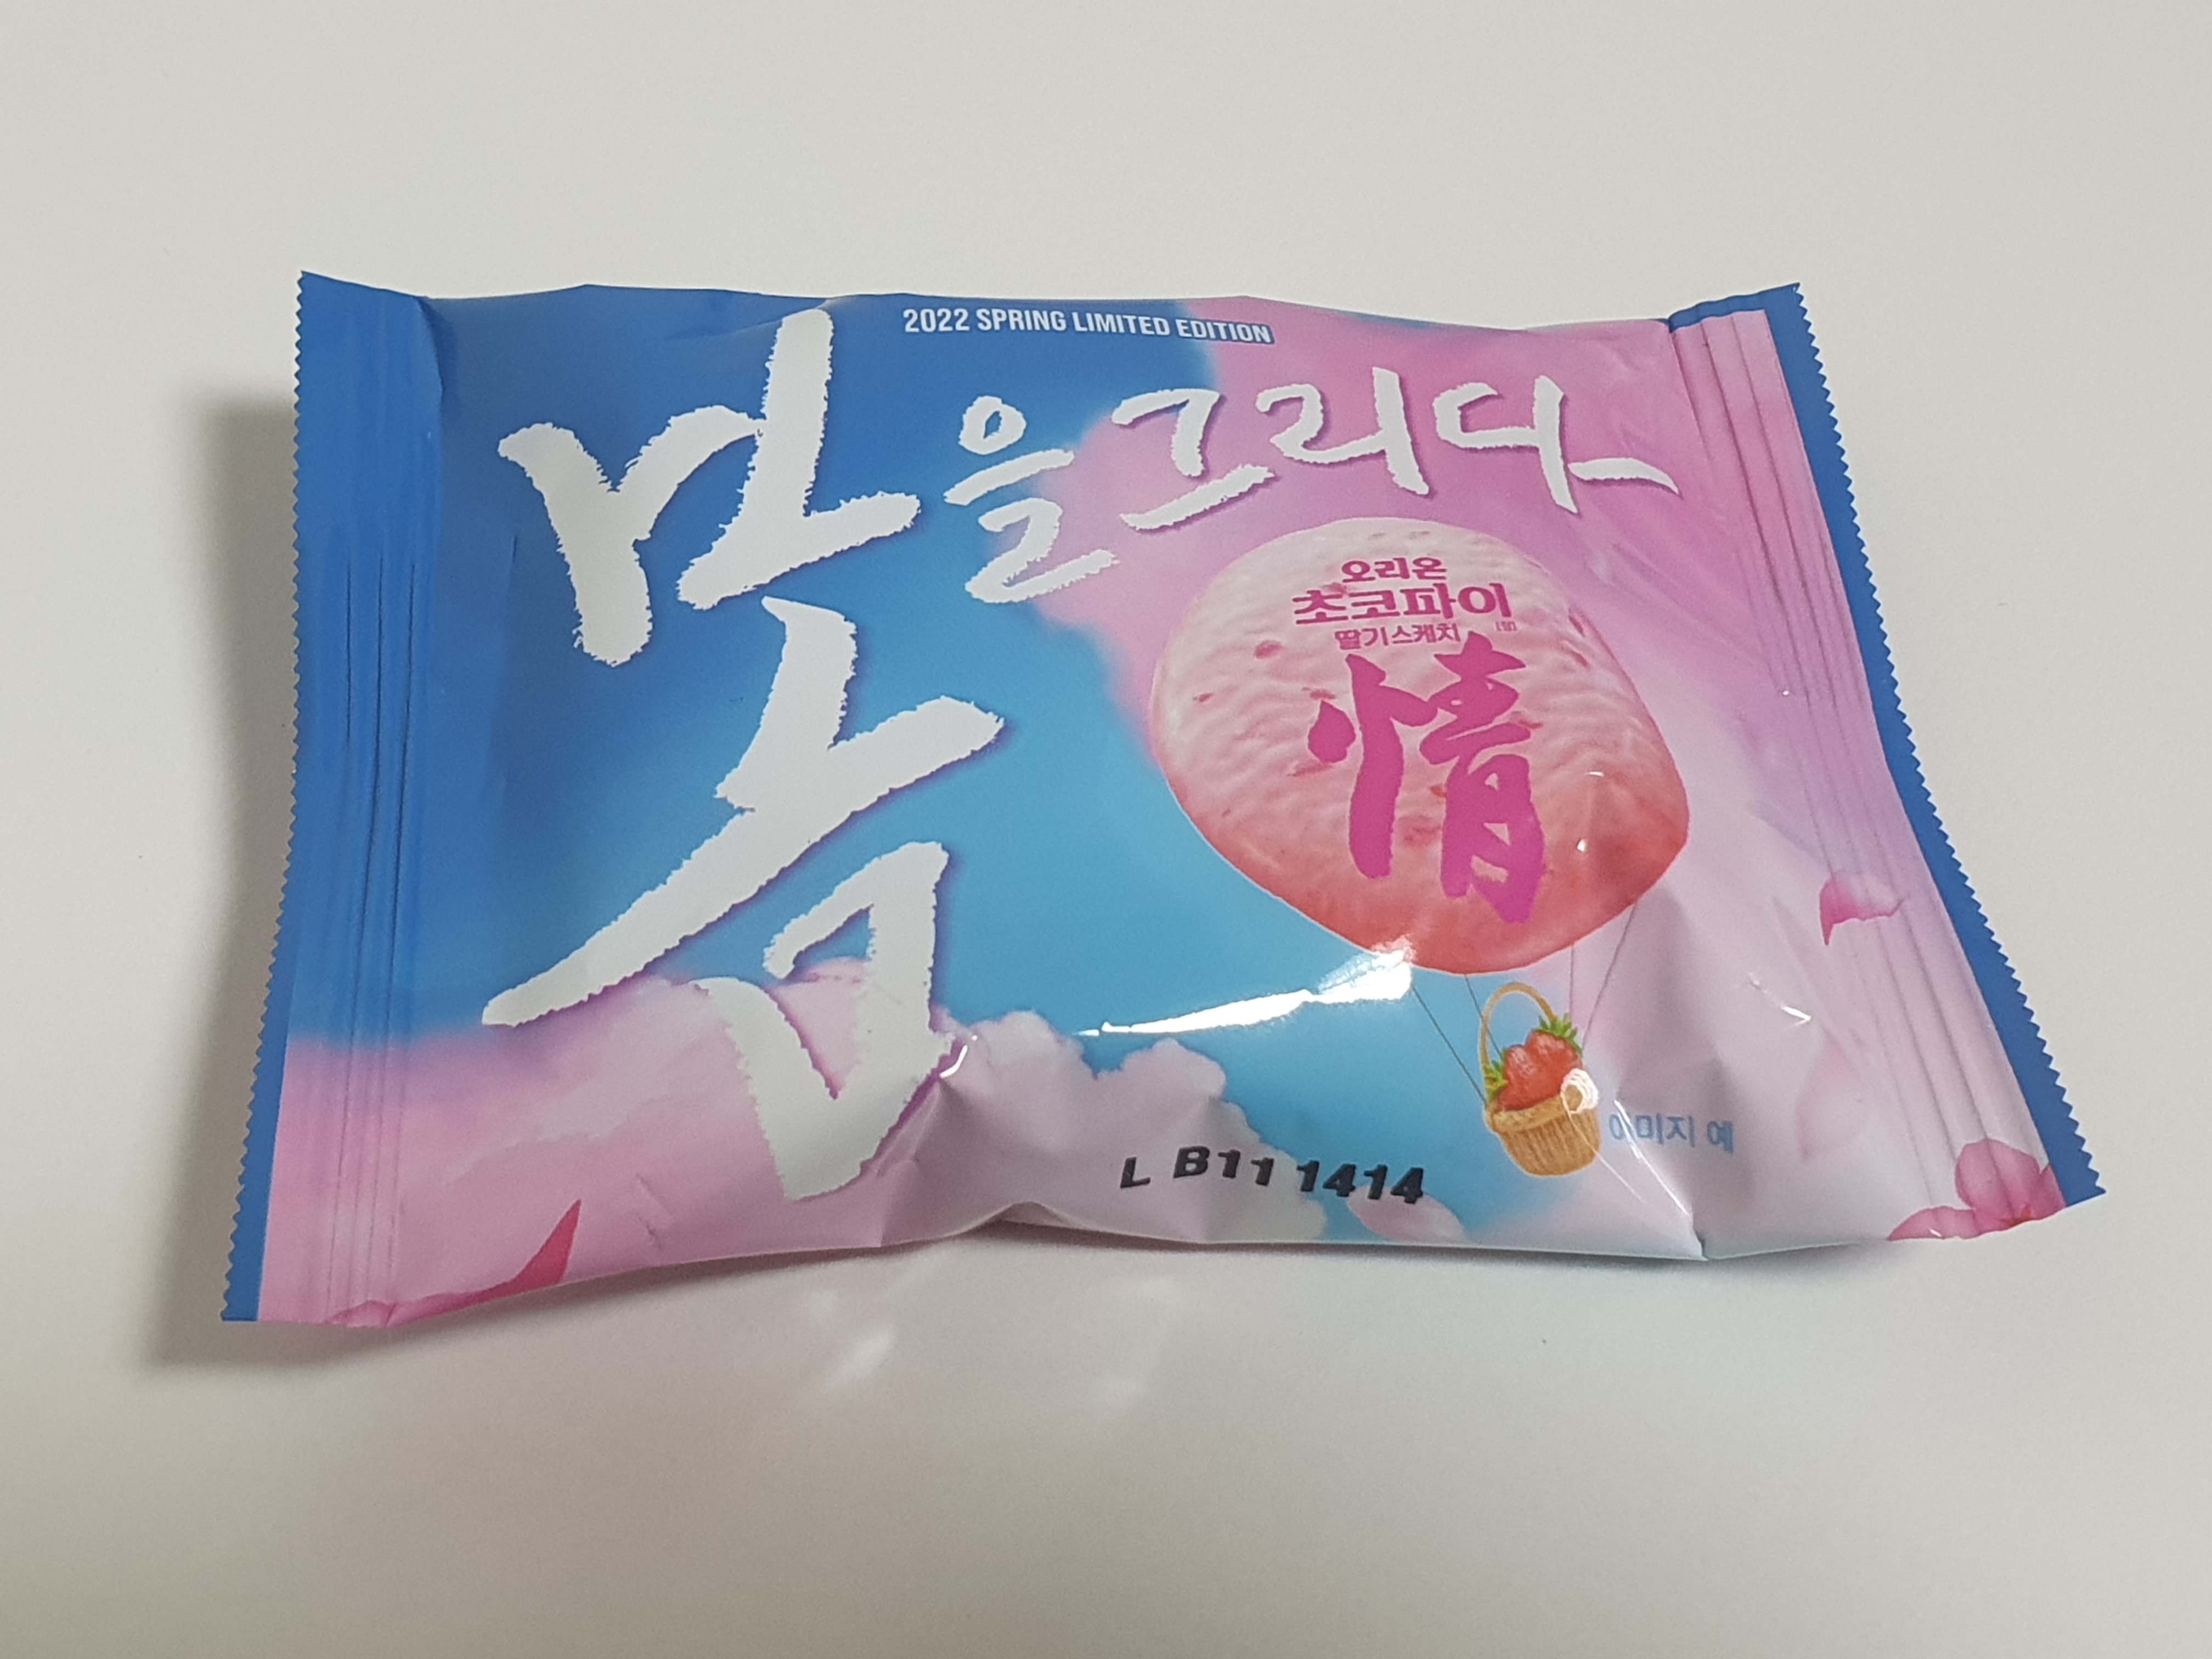 2022 SPRING LIMITED EDITION
봄을 그리다
오리온
초코파이
딸기스케치
情
이미지 예
L B11 1414